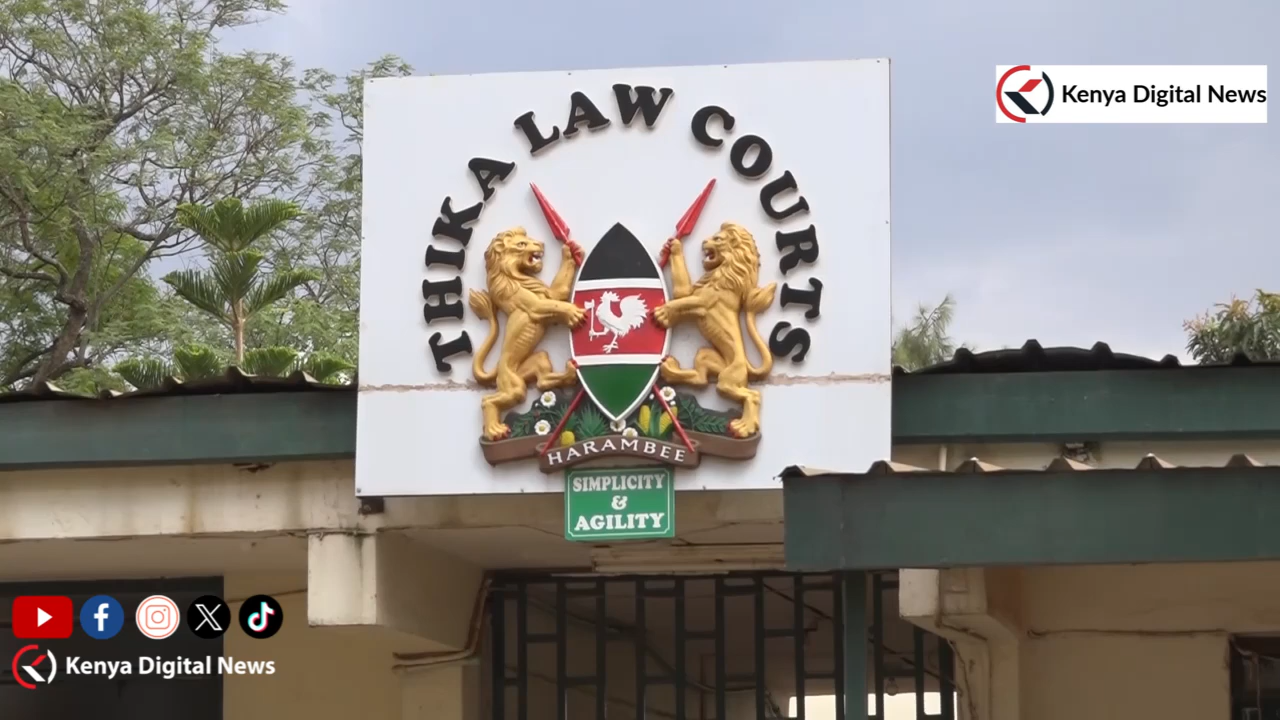 Kenya Digital News
THIKA LAW COURTS
HARAMBEE
SIMPLICITY
&
AGILITY
Kenya Digital News